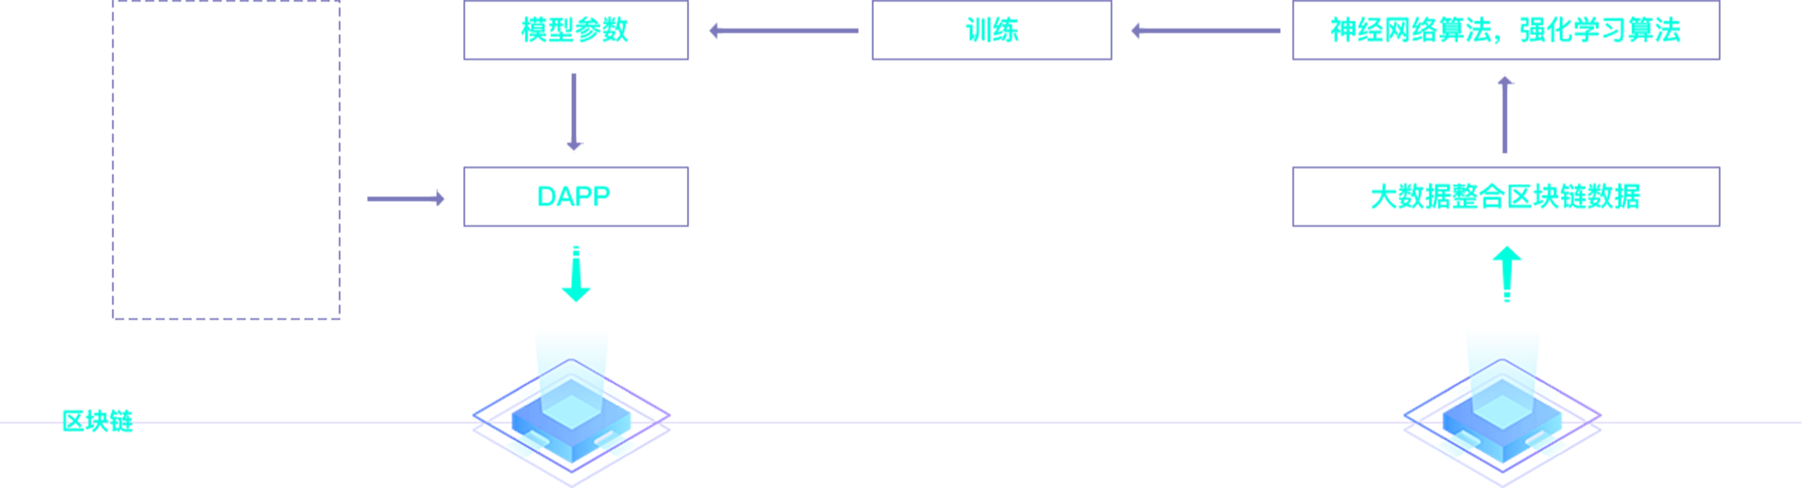 模型参数
训练
神经网络算法，强化学习算法
DAPP
大数据整合区块链数据
区块链